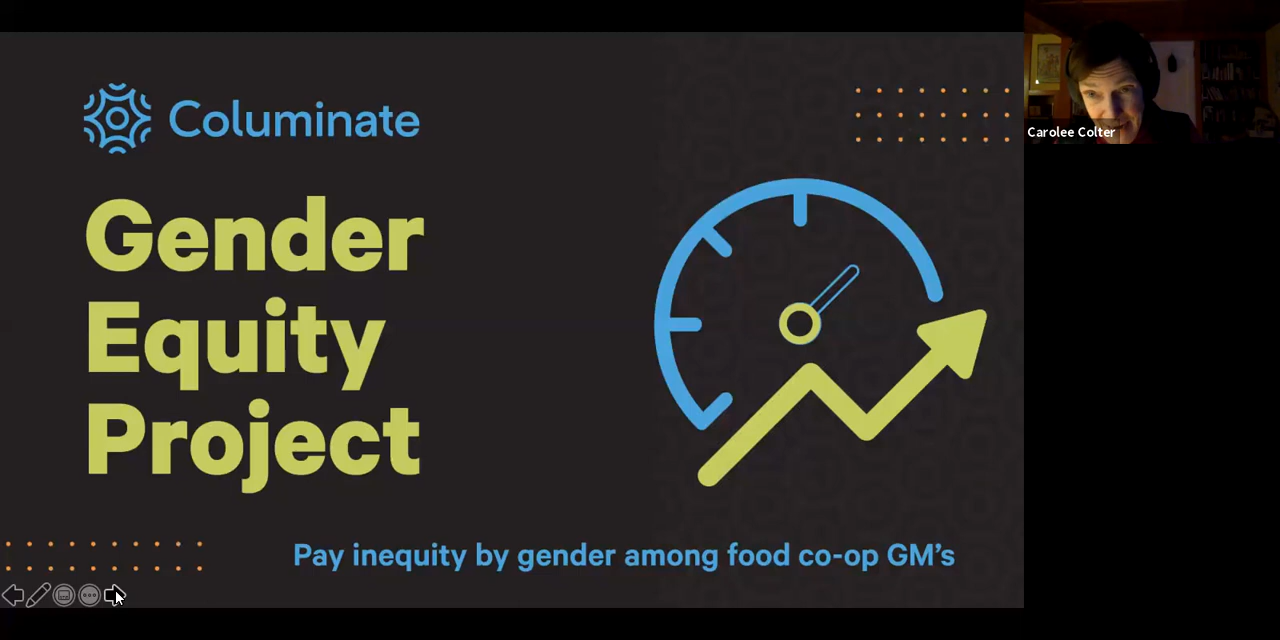 Columinate
Gender
Equity
Project
Pay inequity by gender among food co-op GM’s
Carolee Colter